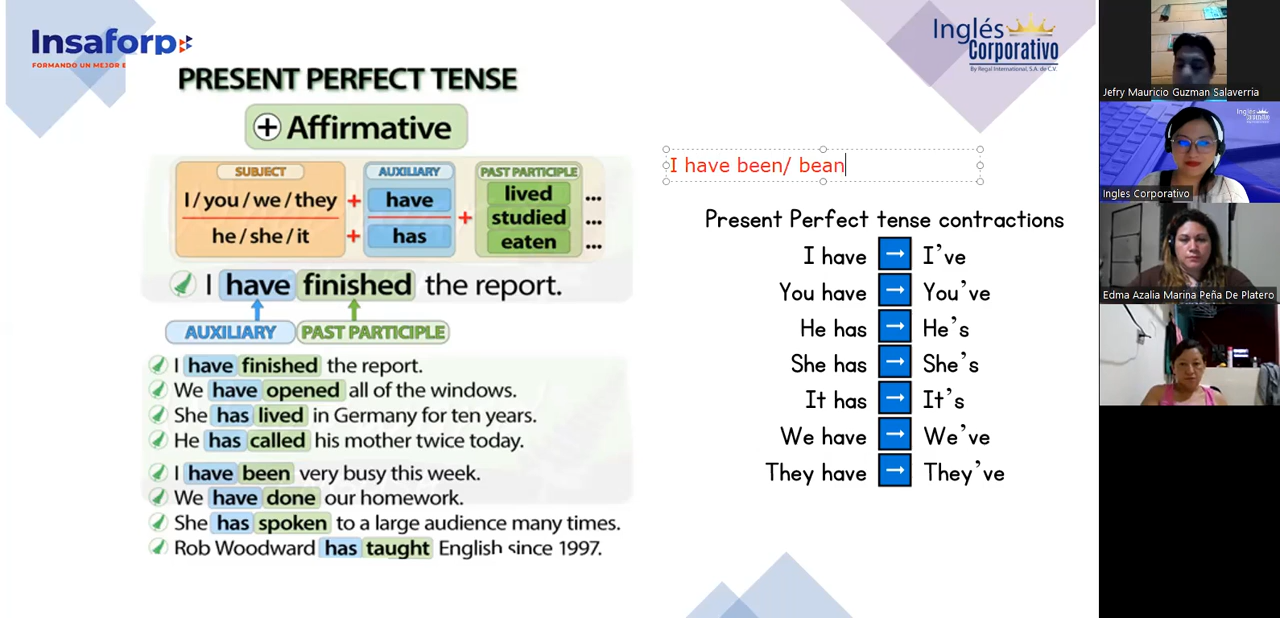 Insaforp
FORMANDO UN MEJOR E
Inglés
Corporativo
By Regal International, S.A. de C.V.
PRESENT PERFECT TENSE
+ Affirmative
SUBJECT AUXILIARY PAST PARTICIPLE
I / you / we / they + have + lived ...
studied ...
he / she / it + has eaten ...
I have finished the report.
AUXILIARY PAST PARTICIPLE
I have finished the report.
We have opened all of the windows.
She has lived in Germany for ten years.
He has called his mother twice today.
I have been very busy this week.
We have done our homework.
She has spoken to a large audience many times.
Rob Woodward has taught English since 1997.
I have been/ bean
Present Perfect tense contractions
I have → I've
You have → You've
He has → He's
She has → She's
It has → It's
We have → We've
They have → They've
Jefry Mauricio Guzman Salaverria
Inglés
Ingles Corporativo
Edma Azalia Marina Peña De Platero